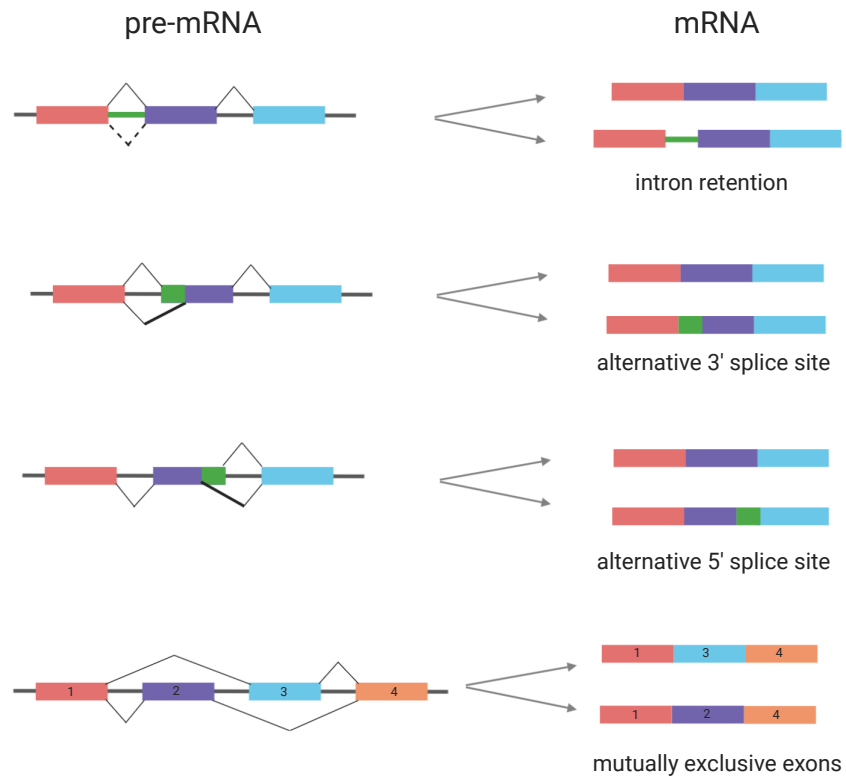 pre-mRNA
mRNA
intron retention
alternative 3' splice site
alternative 5' splice site
1 2 3 4
1 3 4
1 2 4
mutually exclusive exons